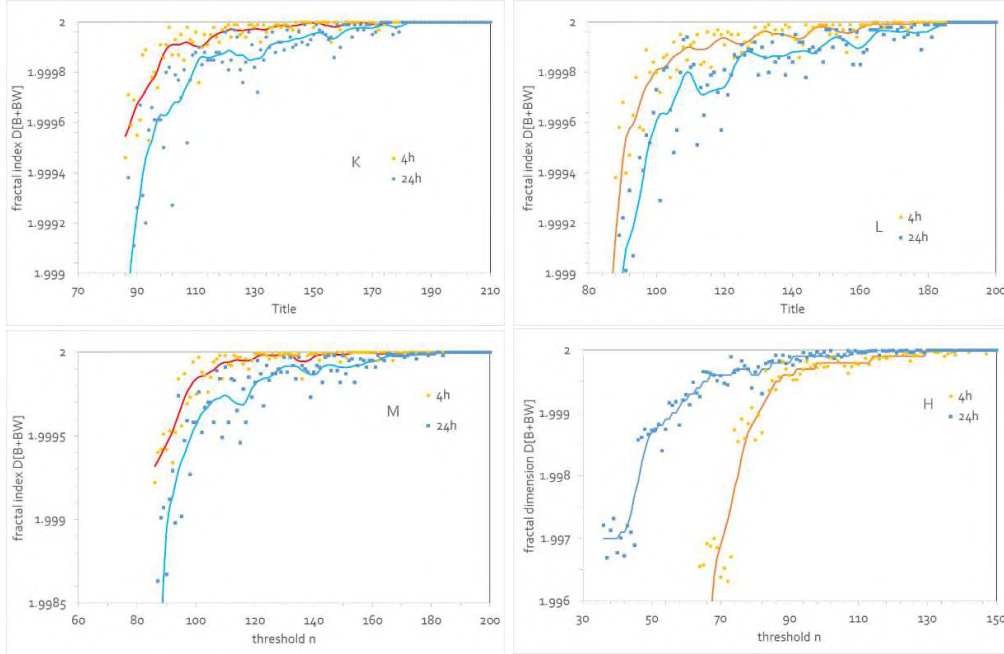 2
1.9998
1.9996
1.9994
1.9992
1.999
fractal index D[B+BW]
K
4h
24h
70 90 110 130 150 170 190 210
Title
2
1.9998
1.9996
1.9994
1.9992
1.999
fractal index D[B+BW]
L
4h
24h
80 100 120 140 160 180 200
Title
2
1.9995
1.999
1.9985
fractal index D[B+BW]
M
4h
24h
60 80 100 120 140 160 180 200
threshold n
2
1.999
1.998
1.997
1.996
fractal dimension D[B+BW]
H
4h
24h
30 50 70 90 110 130 150
threshold n